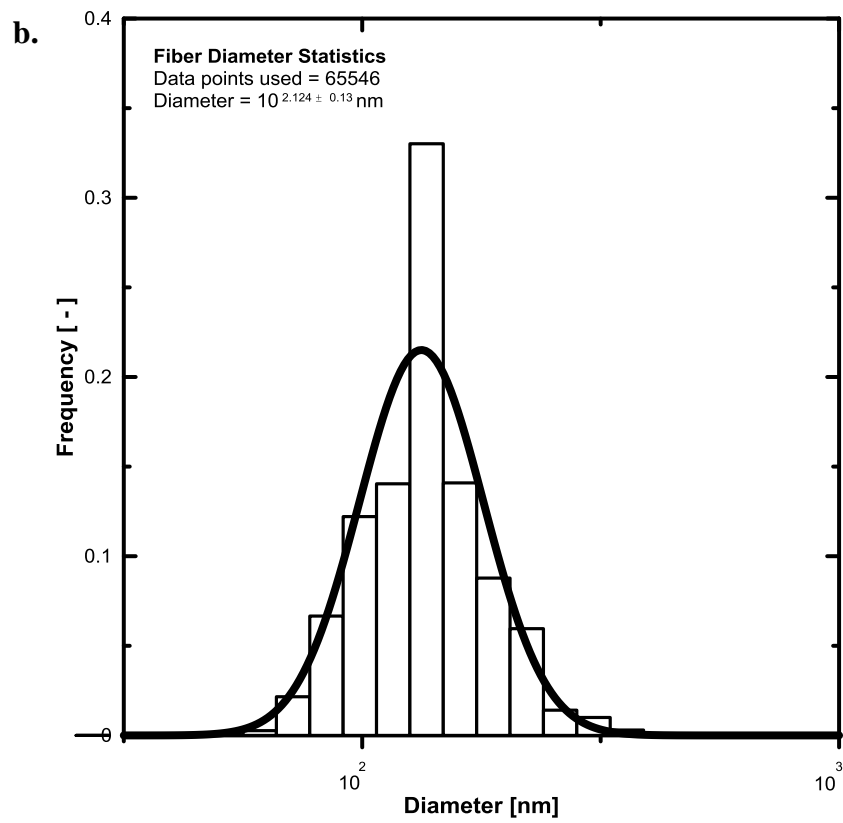 b.
Fiber Diameter Statistics
Data points used = 65546
Diameter = 10^2.124 ± 0.13 nm
0.4
0.3
0.2
0.1
0
Frequency [ - ]
10^2
10^3
Diameter [nm]